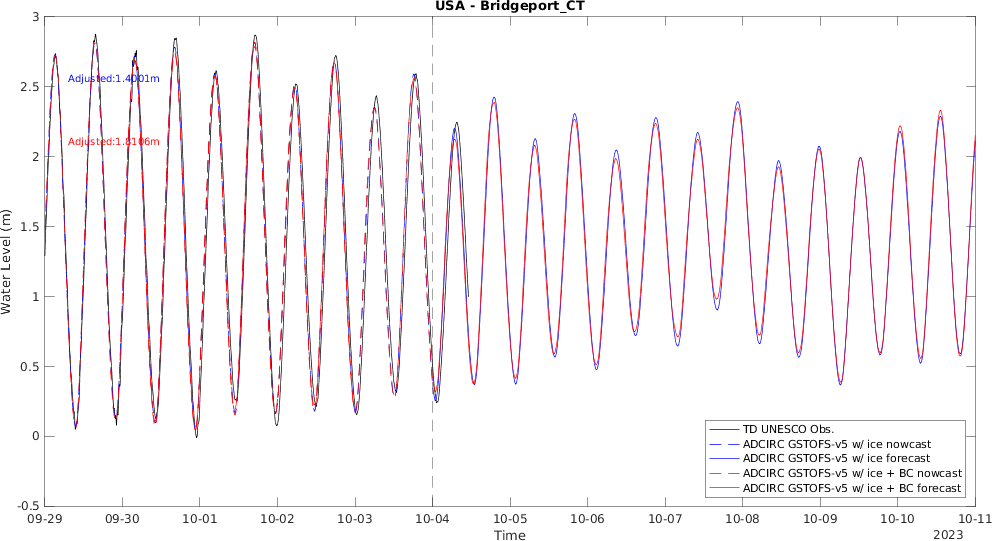 USA - Bridgeport_CT
3
2.5
2
1.5
1
0.5
0
-0.5
Water Level (m)
Adjusted:1.4001m
Adjusted:1.8106m
TD UNESCO Obs.
ADCIRC GSTOFS-v5 w/ ice nowcast
ADCIRC GSTOFS-v5 w/ ice forecast
ADCIRC GSTOFS-v5 w/ ice + BC nowcast
ADCIRC GSTOFS-v5 w/ ice + BC forecast
09-29 09-30 10-01 10-02 10-03 10-04 10-05 10-06 10-07 10-08 10-09 10-10 10-11
Time
2023